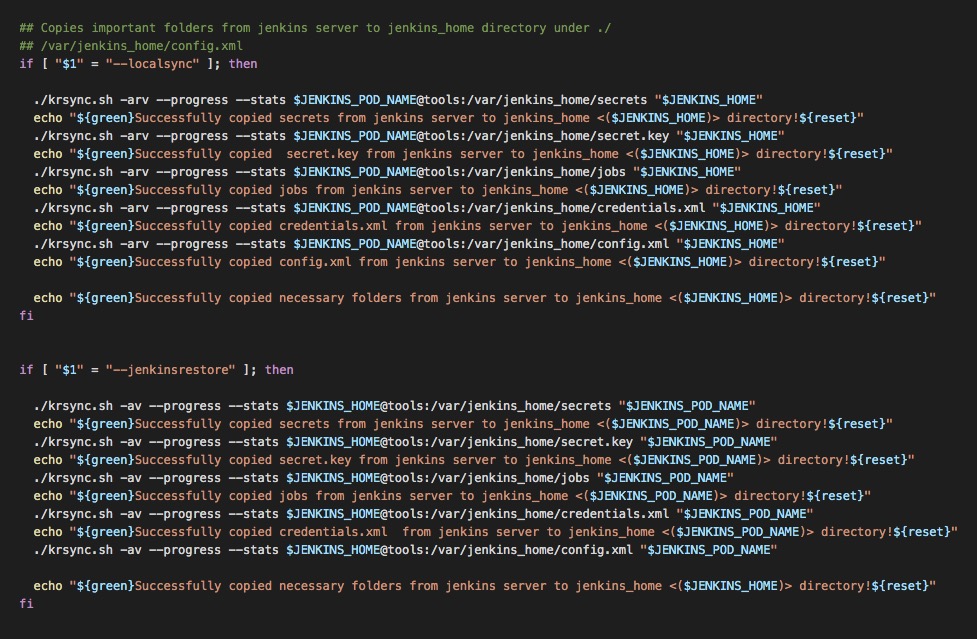 ## Copies important folders from jenkins server to jenkins_home directory under ./
## /var/jenkins_home/config.xml
if [ "$1" = "--localsync" ]; then
./krsync.sh -arv --progress --stats $JENKINS_POD_NAME@tools:/var/jenkins_home/secrets "$JENKINS_HOME"
echo "${green}Successfully copied secrets from jenkins server to jenkins_home <($JENKINS_HOME)> directory!${reset}"
./krsync.sh -arv --progress --stats $JENKINS_POD_NAME@tools:/var/jenkins_home/secret.key "$JENKINS_HOME"
echo "${green}Successfully copied  secret.key from jenkins server to jenkins_home <($JENKINS_HOME)> directory!${reset}"
./krsync.sh -arv --progress --stats $JENKINS_POD_NAME@tools:/var/jenkins_home/jobs "$JENKINS_HOME"
echo "${green}Successfully copied jobs from jenkins server to jenkins_home <($JENKINS_HOME)> directory!${reset}"
./krsync.sh -arv --progress --stats $JENKINS_POD_NAME@tools:/var/jenkins_home/credentials.xml "$JENKINS_HOME"
echo "${green}Successfully copied credentials.xml from jenkins server to jenkins_home <($JENKINS_HOME)> directory!${reset}"
./krsync.sh -arv --progress --stats $JENKINS_POD_NAME@tools:/var/jenkins_home/config.xml "$JENKINS_HOME"
echo "${green}Successfully copied config.xml from jenkins server to jenkins_home <($JENKINS_HOME)> directory!${reset}"
echo "${green}Successfully copied necessary folders from jenkins server to jenkins_home <($JENKINS_HOME)> directory!${reset}"
fi
if [ "$1" = "--jenkinsrestore" ]; then
./krsync.sh -av --progress --stats $JENKINS_HOME@tools:/var/jenkins_home/secrets "$JENKINS_POD_NAME"
echo "${green}Successfully copied secrets from jenkins server to jenkins_home <($JENKINS_POD_NAME)> directory!${reset}"
./krsync.sh -av --progress --stats $JENKINS_HOME@tools:/var/jenkins_home/secret.key "$JENKINS_POD_NAME"
echo "${green}Successfully copied secret.key from jenkins server to jenkins_home <($JENKINS_POD_NAME)> directory!${reset}"
./krsync.sh -av --progress --stats $JENKINS_HOME@tools:/var/jenkins_home/jobs "$JENKINS_POD_NAME"
echo "${green}Successfully copied jobs from jenkins server to jenkins_home <($JENKINS_POD_NAME)> directory!${reset}"
./krsync.sh -av --progress --stats $JENKINS_HOME@tools:/var/jenkins_home/credentials.xml "$JENKINS_POD_NAME"
echo "${green}Successfully copied credentials.xml  from jenkins server to jenkins_home <($JENKINS_POD_NAME)> directory!${reset}"
./krsync.sh -av --progress --stats $JENKINS_HOME@tools:/var/jenkins_home/config.xml "$JENKINS_POD_NAME"
echo "${green}Successfully copied necessary folders from jenkins server to jenkins_home <($JENKINS_HOME)> directory!${reset}"
fi